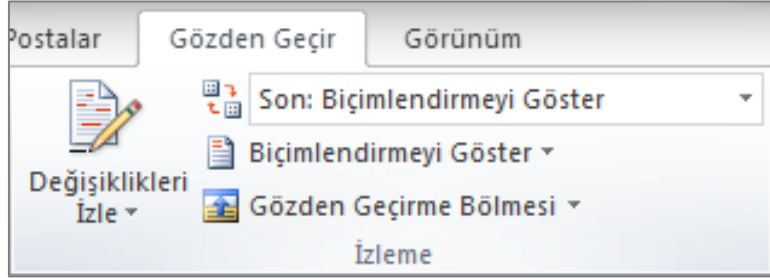 Postalar Gözden Geçir Görünüm
Son: Biçimlendirmeyi Göster
Biçimlendirmeyi Göster
Değişiklikleri
İzle
Gözden Geçirme Bölmesi
İzleme